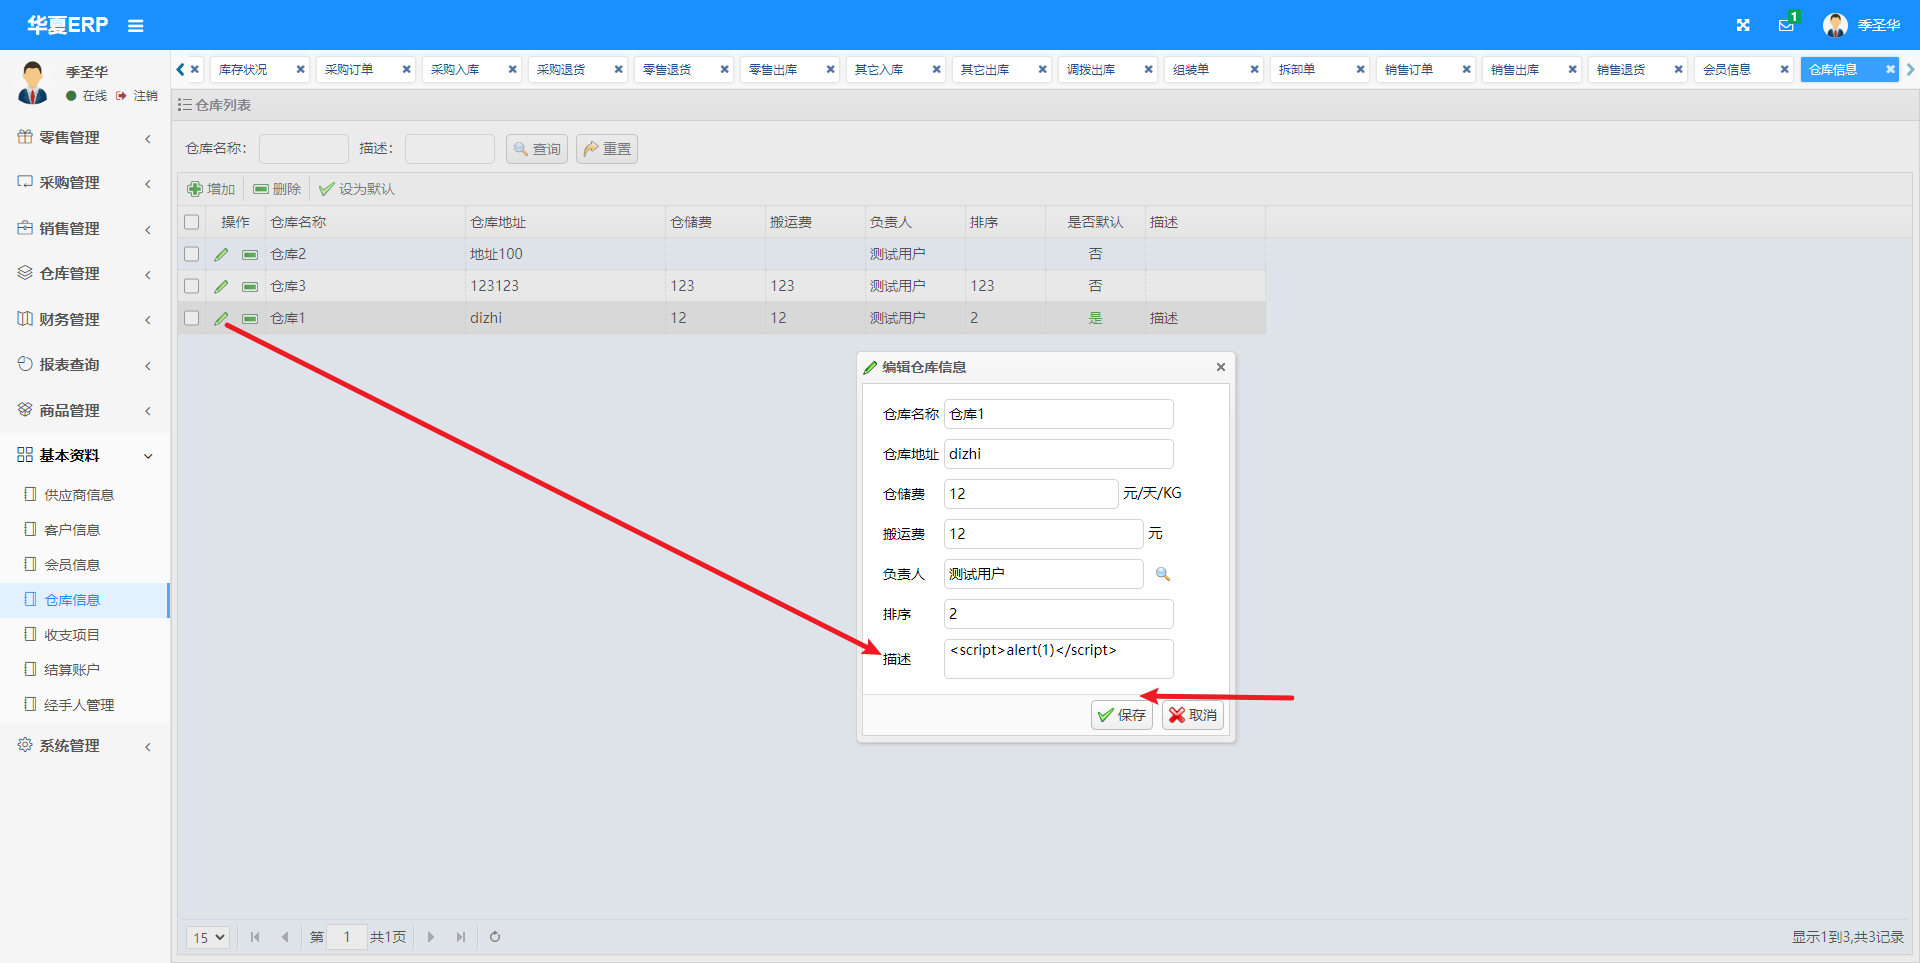 华夏ERP
1
季圣华
季圣华
在线 注销
库存状况 采购订单 采购入库 采购退货 零售退货 零售出库 其它入库 其它出库 调拨出库 组装单 拆卸单 销售订单 销售出库 销售退货 会员信息 仓库信息
零售管理
采购管理
销售管理
仓库管理
财务管理
报表查询
商品管理
基本资料
供应商信息
客户信息
会员信息
仓库信息
收支项目
结算账户
经手人管理
系统管理
仓库列表
仓库名称: 描述: 查询 重置
增加 删除 设为默认
操作 仓库名称 仓库地址 仓储费 搬运费 负责人 排序 是否默认 描述
仓库2 地址100 测试用户 否
仓库3 123123 123 123 测试用户 123 否
仓库1 dizhi 12 12 测试用户 2 是 描述
编辑仓库信息
仓库名称 仓库1
仓库地址 dizhi
仓储费 12 元/天/KG
搬运费 12 元
负责人 测试用户
排序 2
描述 <script>alert(1)</script>
保存 取消
15 第 1 共1页
显示1到3,共3记录